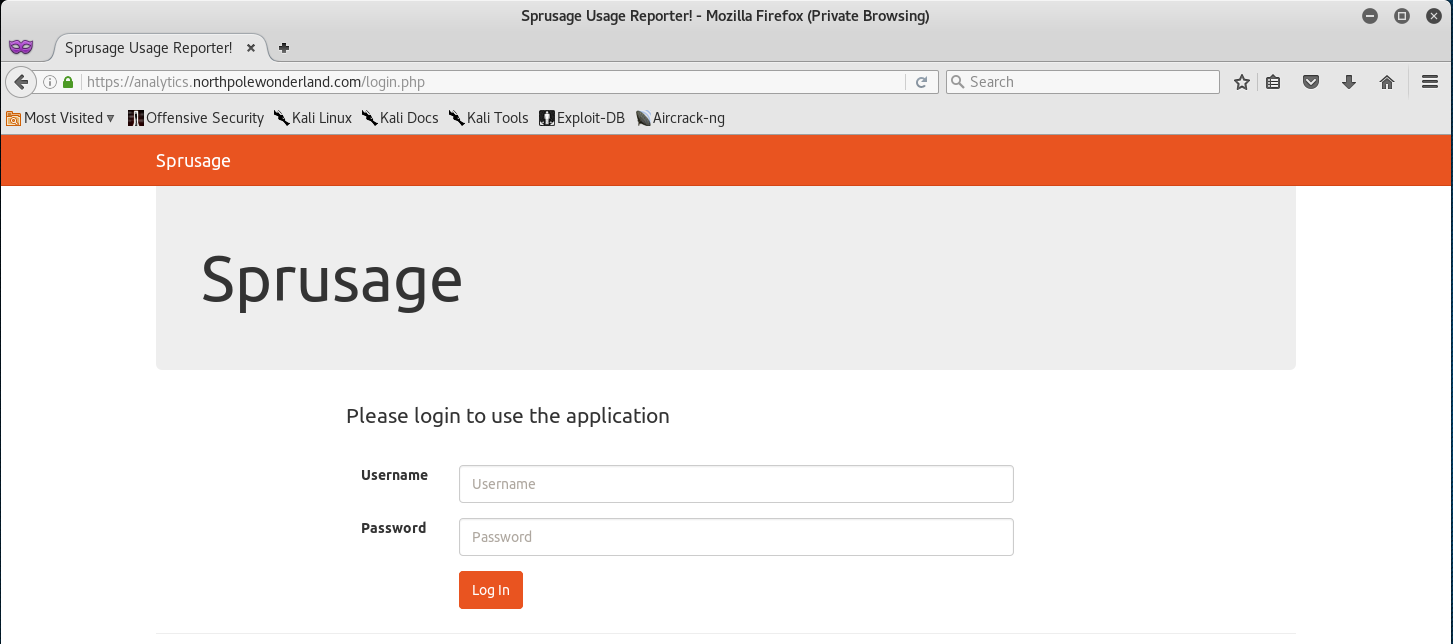 Sprusage Usage Reporter! - Mozilla Firefox (Private Browsing)
Sprusage Usage Reporter!
https://analytics.northpolewonderland.com/login.php
Search
Most Visited Offensive Security Kali Linux Kali Docs Kali Tools Exploit-DB Aircrack-ng
Sprusage
Sprusage
Please login to use the application
Username Username
Password Password
Log In